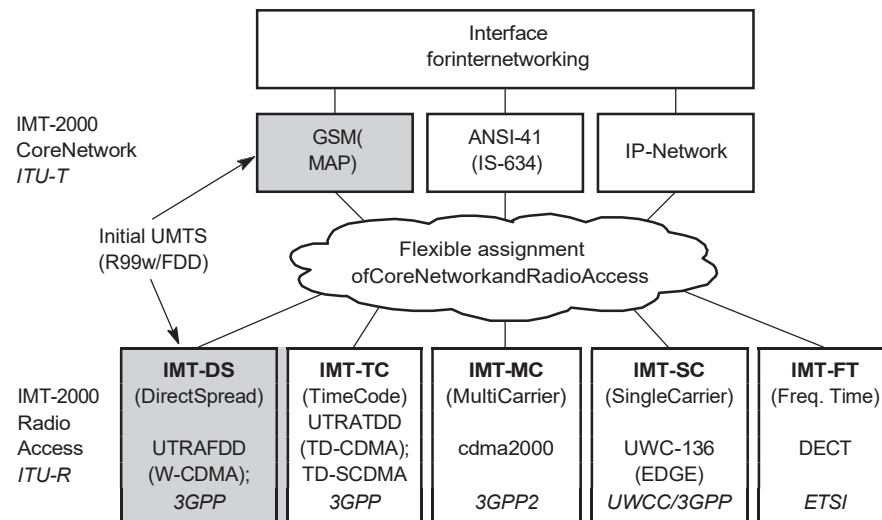 Interface
forinternetworking
IMT-2000
CoreNetwork
ITU-T
GSM(
MAP)
ANSI-41
(IS-634)
IP-Network
Initial UMTS
(R99w/FDD)
Flexible assignment
ofCoreNetworkandRadioAccess
IMT-2000
Radio
Access
ITU-R
IMT-DS
(DirectSpread)
UTRAFDD
(W-CDMA);
3GPP
IMT-TC
(TimeCode)
UTRATDD
(TD-CDMA);
TD-SCDMA
3GPP
IMT-MC
(MultiCarrier)
cdma2000
3GPP2
IMT-SC
(SingleCarrier)
UWC-136
(EDGE)
UWCC/3GPP
IMT-FT
(Freq. Time)
DECT
ETSI